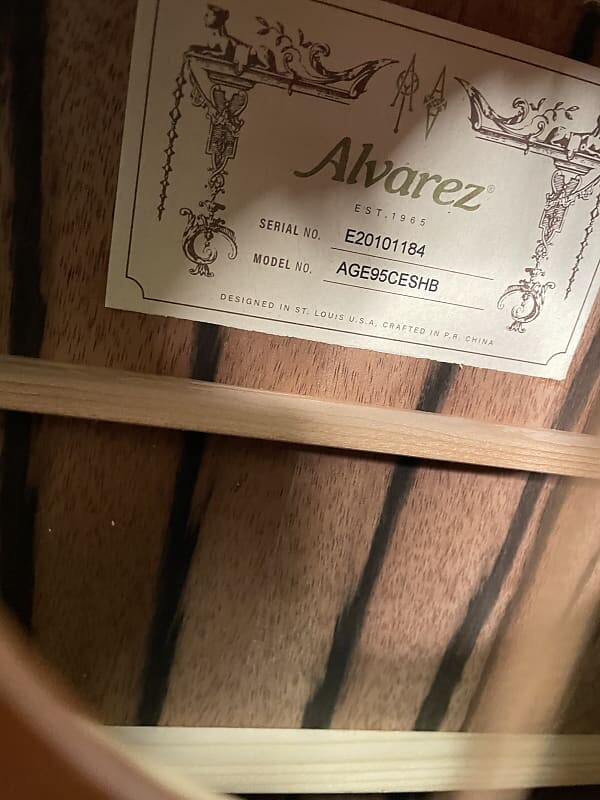 Alvarez®
EST. 1965
SERIAL NO. E20101184
MODEL NO. AGE95CESHB
DESIGNED IN ST. LOUIS U.S.A. CRAFTED IN P.R. CHINA